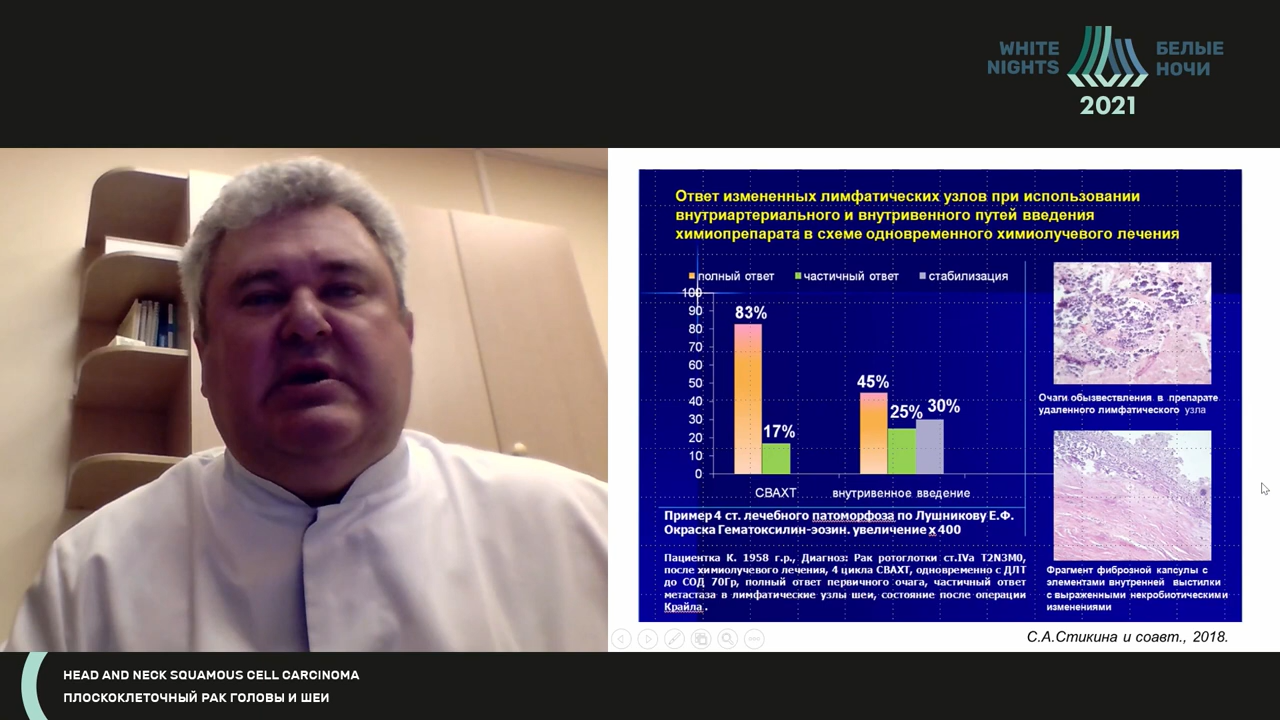 WHITE
NIGHTS
БЕЛЫЕ
НОЧИ
2021
Ответ измененных лимфатических узлов при использовании
внутриартериального и внутривенного путей введения
химиопрепарата в схеме одновременного химиолучевого лечения
полный ответ частичный ответ стабилизация
100
90
80
70
60
50
40
30
20
10
0
83%
17%
45%
25%
30%
СВАХТ внутривенное введение
Пример 4 ст. лечебного патоморфоза по Лушникову Е.Ф.
Окраска Гематоксилин-эозин. увеличение х 400
Пациентка К. 1958 г.р., Диагноз: Рак ротоглотки ст.IVа T2N3M0,
после химиолучевого лечения, 4 цикла СВАХТ, одновременно с ДЛТ
до СОД 70Гр, полный ответ первичного очага, частичный ответ
метастаза в лимфатические узлы шеи, состояние после операции
Крайла .
Очаги обызвествления в препарате
удаленного лимфатического узла
Фрагмент фиброзной капсулы с
элементами внутренней выстилки
с выраженными некробиотическими
изменениями
С.А.Стикина и соавт., 2018.
HEAD AND NECK SQUAMOUS CELL CARCINOMA
ПЛОСКОКЛЕТОЧНЫЙ РАК ГОЛОВЫ И ШЕИ